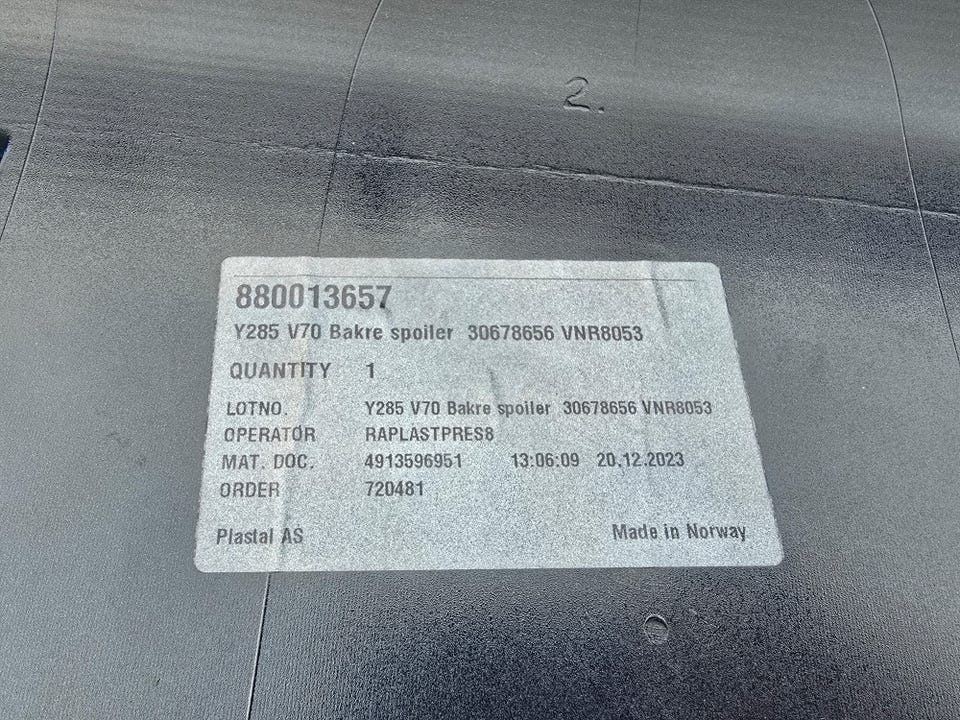 2.
880013657
Y285 V70 Bakre spoiler 30678656 VNR8053
QUANTITY 1
LOTNO. Y285 V70 Bakre spoiler 30678656 VNR8053
OPERATOR RAPLASTPRES8
MAT. DOC. 4913596951 13:06:09 20.12.2023
ORDER 720481
Plastal AS Made in Norway